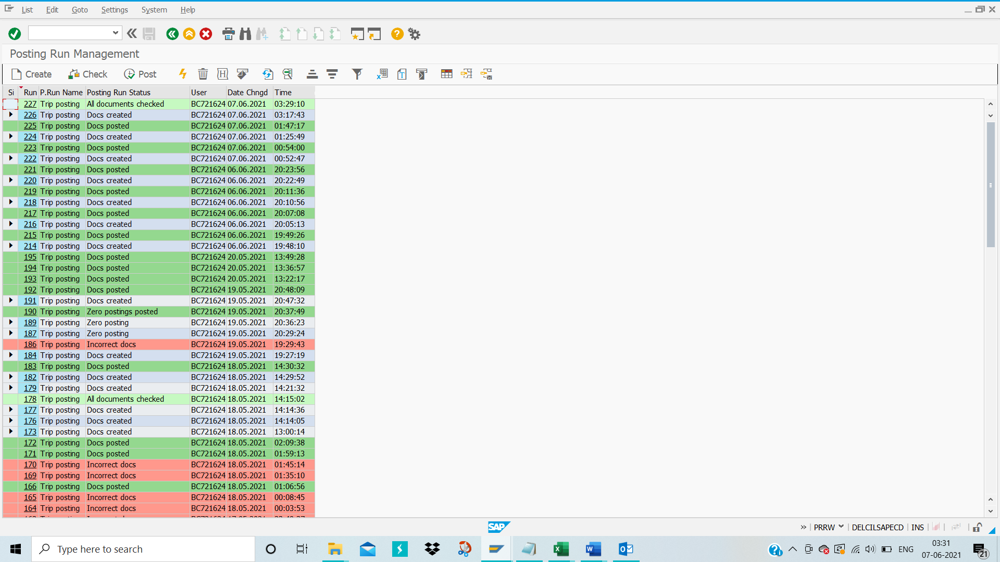 List Edit Goto Settings System Help
Posting Run Management
Create Check Post
Si Run P.Run Name Posting Run Status User Date Chngd Time
227 Trip posting All documents checked BC721624 07.06.2021 03:29:10
226 Trip posting Docs created BC721624 07.06.2021 03:17:43
225 Trip posting Docs posted BC721624 07.06.2021 01:47:17
224 Trip posting Docs created BC721624 07.06.2021 01:25:49
223 Trip posting Docs posted BC721624 07.06.2021 00:54:00
222 Trip posting Docs created BC721624 07.06.2021 00:52:47
221 Trip posting Docs posted BC721624 06.06.2021 20:23:56
220 Trip posting Docs created BC721624 06.06.2021 20:22:49
219 Trip posting Docs posted BC721624 06.06.2021 20:11:36
218 Trip posting Docs created BC721624 06.06.2021 20:10:56
217 Trip posting Docs posted BC721624 06.06.2021 20:07:08
216 Trip posting Docs created BC721624 06.06.2021 20:05:13
215 Trip posting Docs posted BC721624 06.06.2021 19:49:26
214 Trip posting Docs created BC721624 06.06.2021 19:48:10
195 Trip posting Docs posted BC721624 20.05.2021 13:49:28
194 Trip posting Docs posted BC721624 20.05.2021 13:36:57
193 Trip posting Docs posted BC721624 20.05.2021 13:22:17
192 Trip posting Docs posted BC721624 19.05.2021 20:48:09
191 Trip posting Docs created BC721624 19.05.2021 20:47:32
190 Trip posting Zero postings posted BC721624 19.05.2021 20:37:49
189 Trip posting Zero posting BC721624 19.05.2021 20:36:23
187 Trip posting Zero posting BC721624 19.05.2021 20:29:24
186 Trip posting Incorrect docs BC721624 19.05.2021 19:29:43
184 Trip posting Docs created BC721624 19.05.2021 19:27:19
183 Trip posting Docs posted BC721624 18.05.2021 14:30:32
182 Trip posting Docs created BC721624 18.05.2021 14:29:52
179 Trip posting Docs created BC721624 18.05.2021 14:21:32
178 Trip posting All documents checked BC721624 18.05.2021 14:15:02
177 Trip posting Docs created BC721624 18.05.2021 14:14:36
176 Trip posting Docs created BC721624 18.05.2021 14:14:05
173 Trip posting Docs created BC721624 18.05.2021 13:00:14
172 Trip posting Docs posted BC721624 18.05.2021 02:09:38
171 Trip posting Docs posted BC721624 18.05.2021 01:59:13
170 Trip posting Incorrect docs BC721624 18.05.2021 01:45:14
169 Trip posting Incorrect docs BC721624 18.05.2021 01:35:10
166 Trip posting Docs posted BC721624 18.05.2021 01:06:56
165 Trip posting Incorrect docs BC721624 18.05.2021 00:08:45
164 Trip posting Incorrect docs BC721624 18.05.2021 00:03:53
SAP PRRW DELCILSAPECD INS
Type here to search ENG 03:31
07-06-2021 21